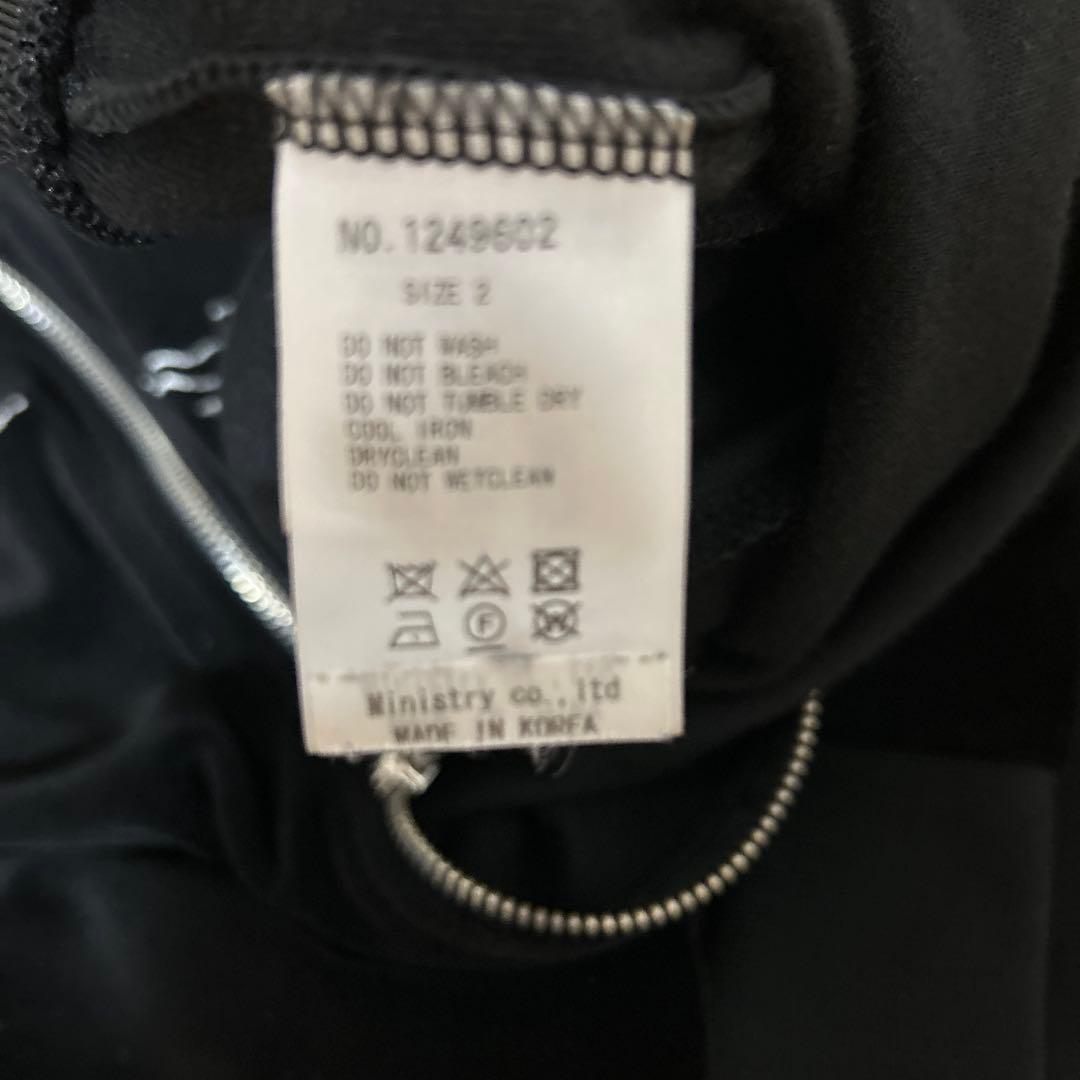 NO.1249602
SIZE 2
DO NOT WASH
DO NOT BLEACH
DO NOT TUMBLE DRY
COOL IRON
DRYCLEAN
DO NOT WETCLEAN
F
W
Ministry co.,ltd
MADE IN KOREA